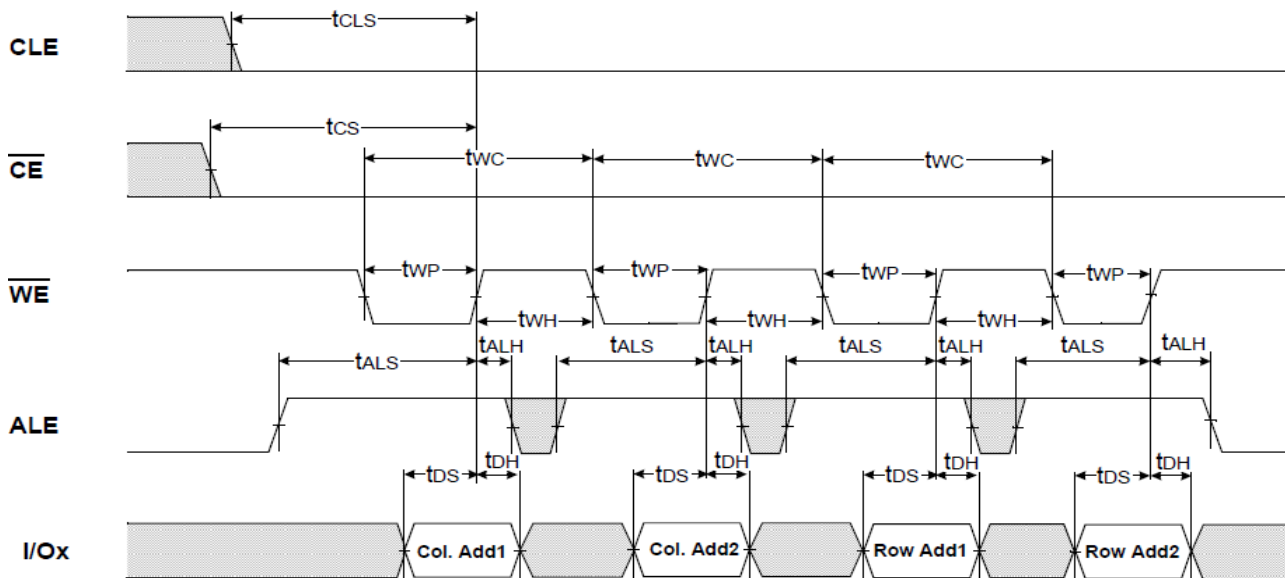 CLE tCLS
tCS
CE tWC tWC tWC
WE tWP tWP tWP tWP
tWH tWH tWH
tALS tALH tALS tALH tALS tALH tALS tALH
ALE
tDS tDH tDS tDH tDS tDH tDS tDH
I/Ox Col. Add1 Col. Add2 Row Add1 Row Add2